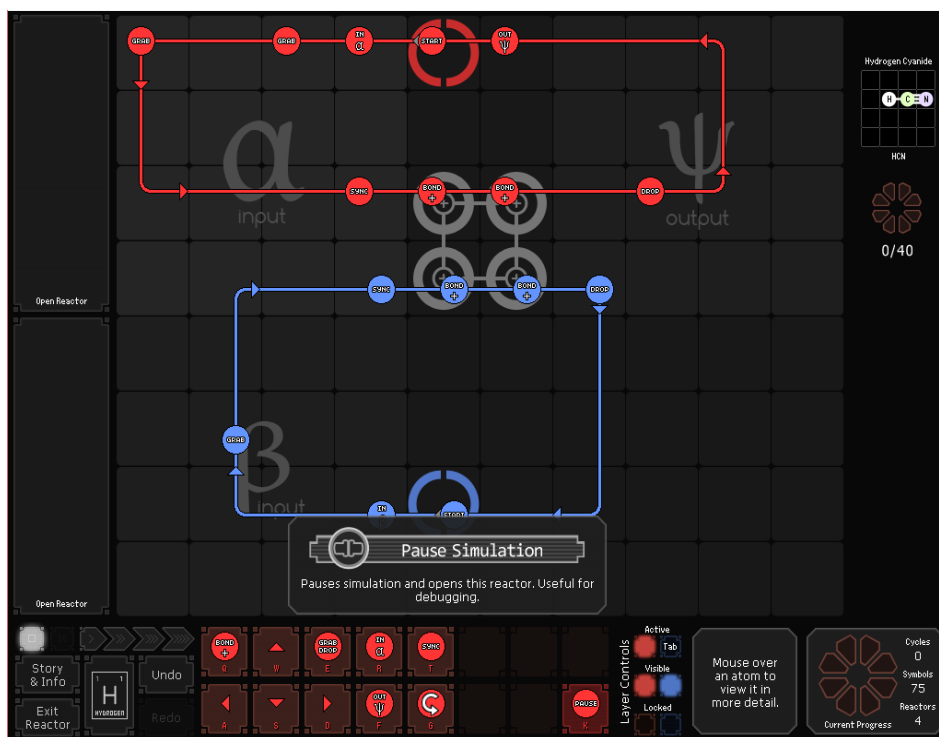 GRAB
GRAB
IN
α
START
OUT
ψ
Hydrogen Cyanide
H
C
N
HCN
0/40
α
input
ψ
output
SYNC
BOND
+
BOND
+
DROP
SYNC
BOND
+
BOND
+
DROP
Open Reactor
GRAB
β
input
IN
START
Pause Simulation
Pauses simulation and opens this reactor. Useful for
debugging.
Open Reactor
Story
& Info
Exit
Reactor
1
1
H
HYDROGEN
Undo
Redo
BOND
+
Q
W
GRAB
DROP
E
IN
α
R
SYNC
T
A
S
D
OUT
ψ
F
G
PAUSE
K
Layer Controls
Active
Tab
Visible
Locked
Mouse over
an atom to
view it in
more detail.
Cycles
0
Symbols
75
Reactors
4
Current Progress